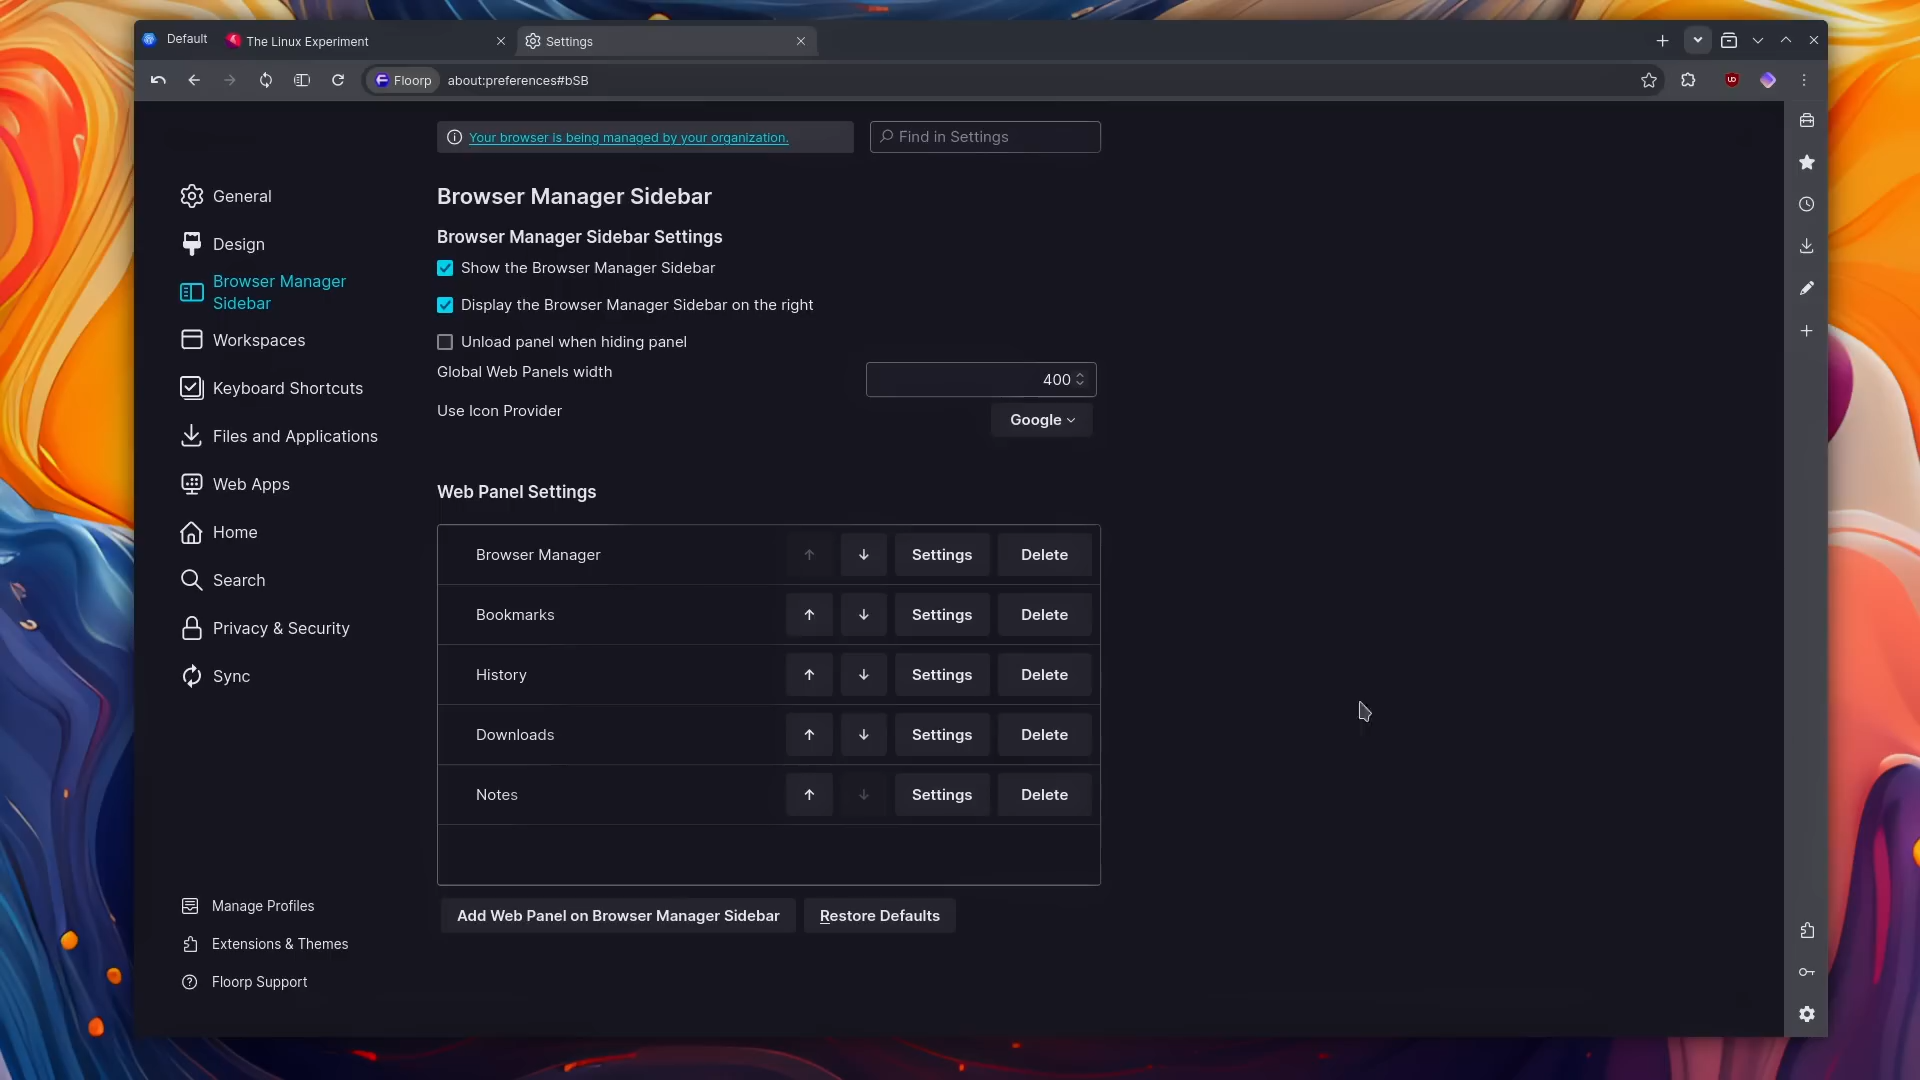 Default
The Linux Experiment
Settings
Floorp
about:preferences#bSB
Your browser is being managed by your organization.
Find in Settings
General
Design
Browser Manager
Sidebar
Workspaces
Keyboard Shortcuts
Files and Applications
Web Apps
Home
Search
Privacy & Security
Sync
Manage Profiles
Extensions & Themes
Floorp Support
Browser Manager Sidebar
Browser Manager Sidebar Settings
Show the Browser Manager Sidebar
Display the Browser Manager Sidebar on the right
Unload panel when hiding panel
Global Web Panels width
400
Use Icon Provider
Google
Web Panel Settings
Browser Manager Settings Delete
Bookmarks Settings Delete
History Settings Delete
Downloads Settings Delete
Notes Settings Delete
Add Web Panel on Browser Manager Sidebar
Restore Defaults